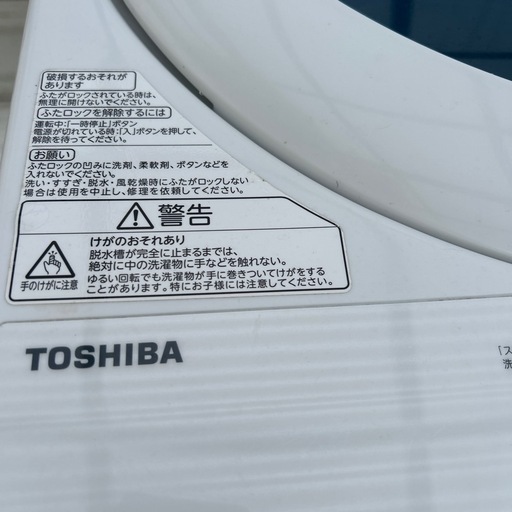 破損するおそれが
あります
ふたがロックされている時は、
無理に開けないでください。
ふたロックを解除するには
運転中:「一時停止」ボタン
電源が切れている時:「入」ボタンを押して、
解除を待ってください。
お願い
ふたロックの凹みに洗剤、柔軟剤、ボタンなどを
入れないでください。
洗い・すすぎ・脱水・風乾燥時にふたがロックしない
場合は使用を中止し、修理を依頼してください。
警告
けがのおそれあり
脱水槽が完全に止まるまでは、
絶対に中の洗濯物に手などを触れない。
ゆるい回転でも洗濯物が手に巻きついてけがをする
ことがあります。特にお子様には注意してください。
手のけがに注意
TOSHIBA
「ス
洗